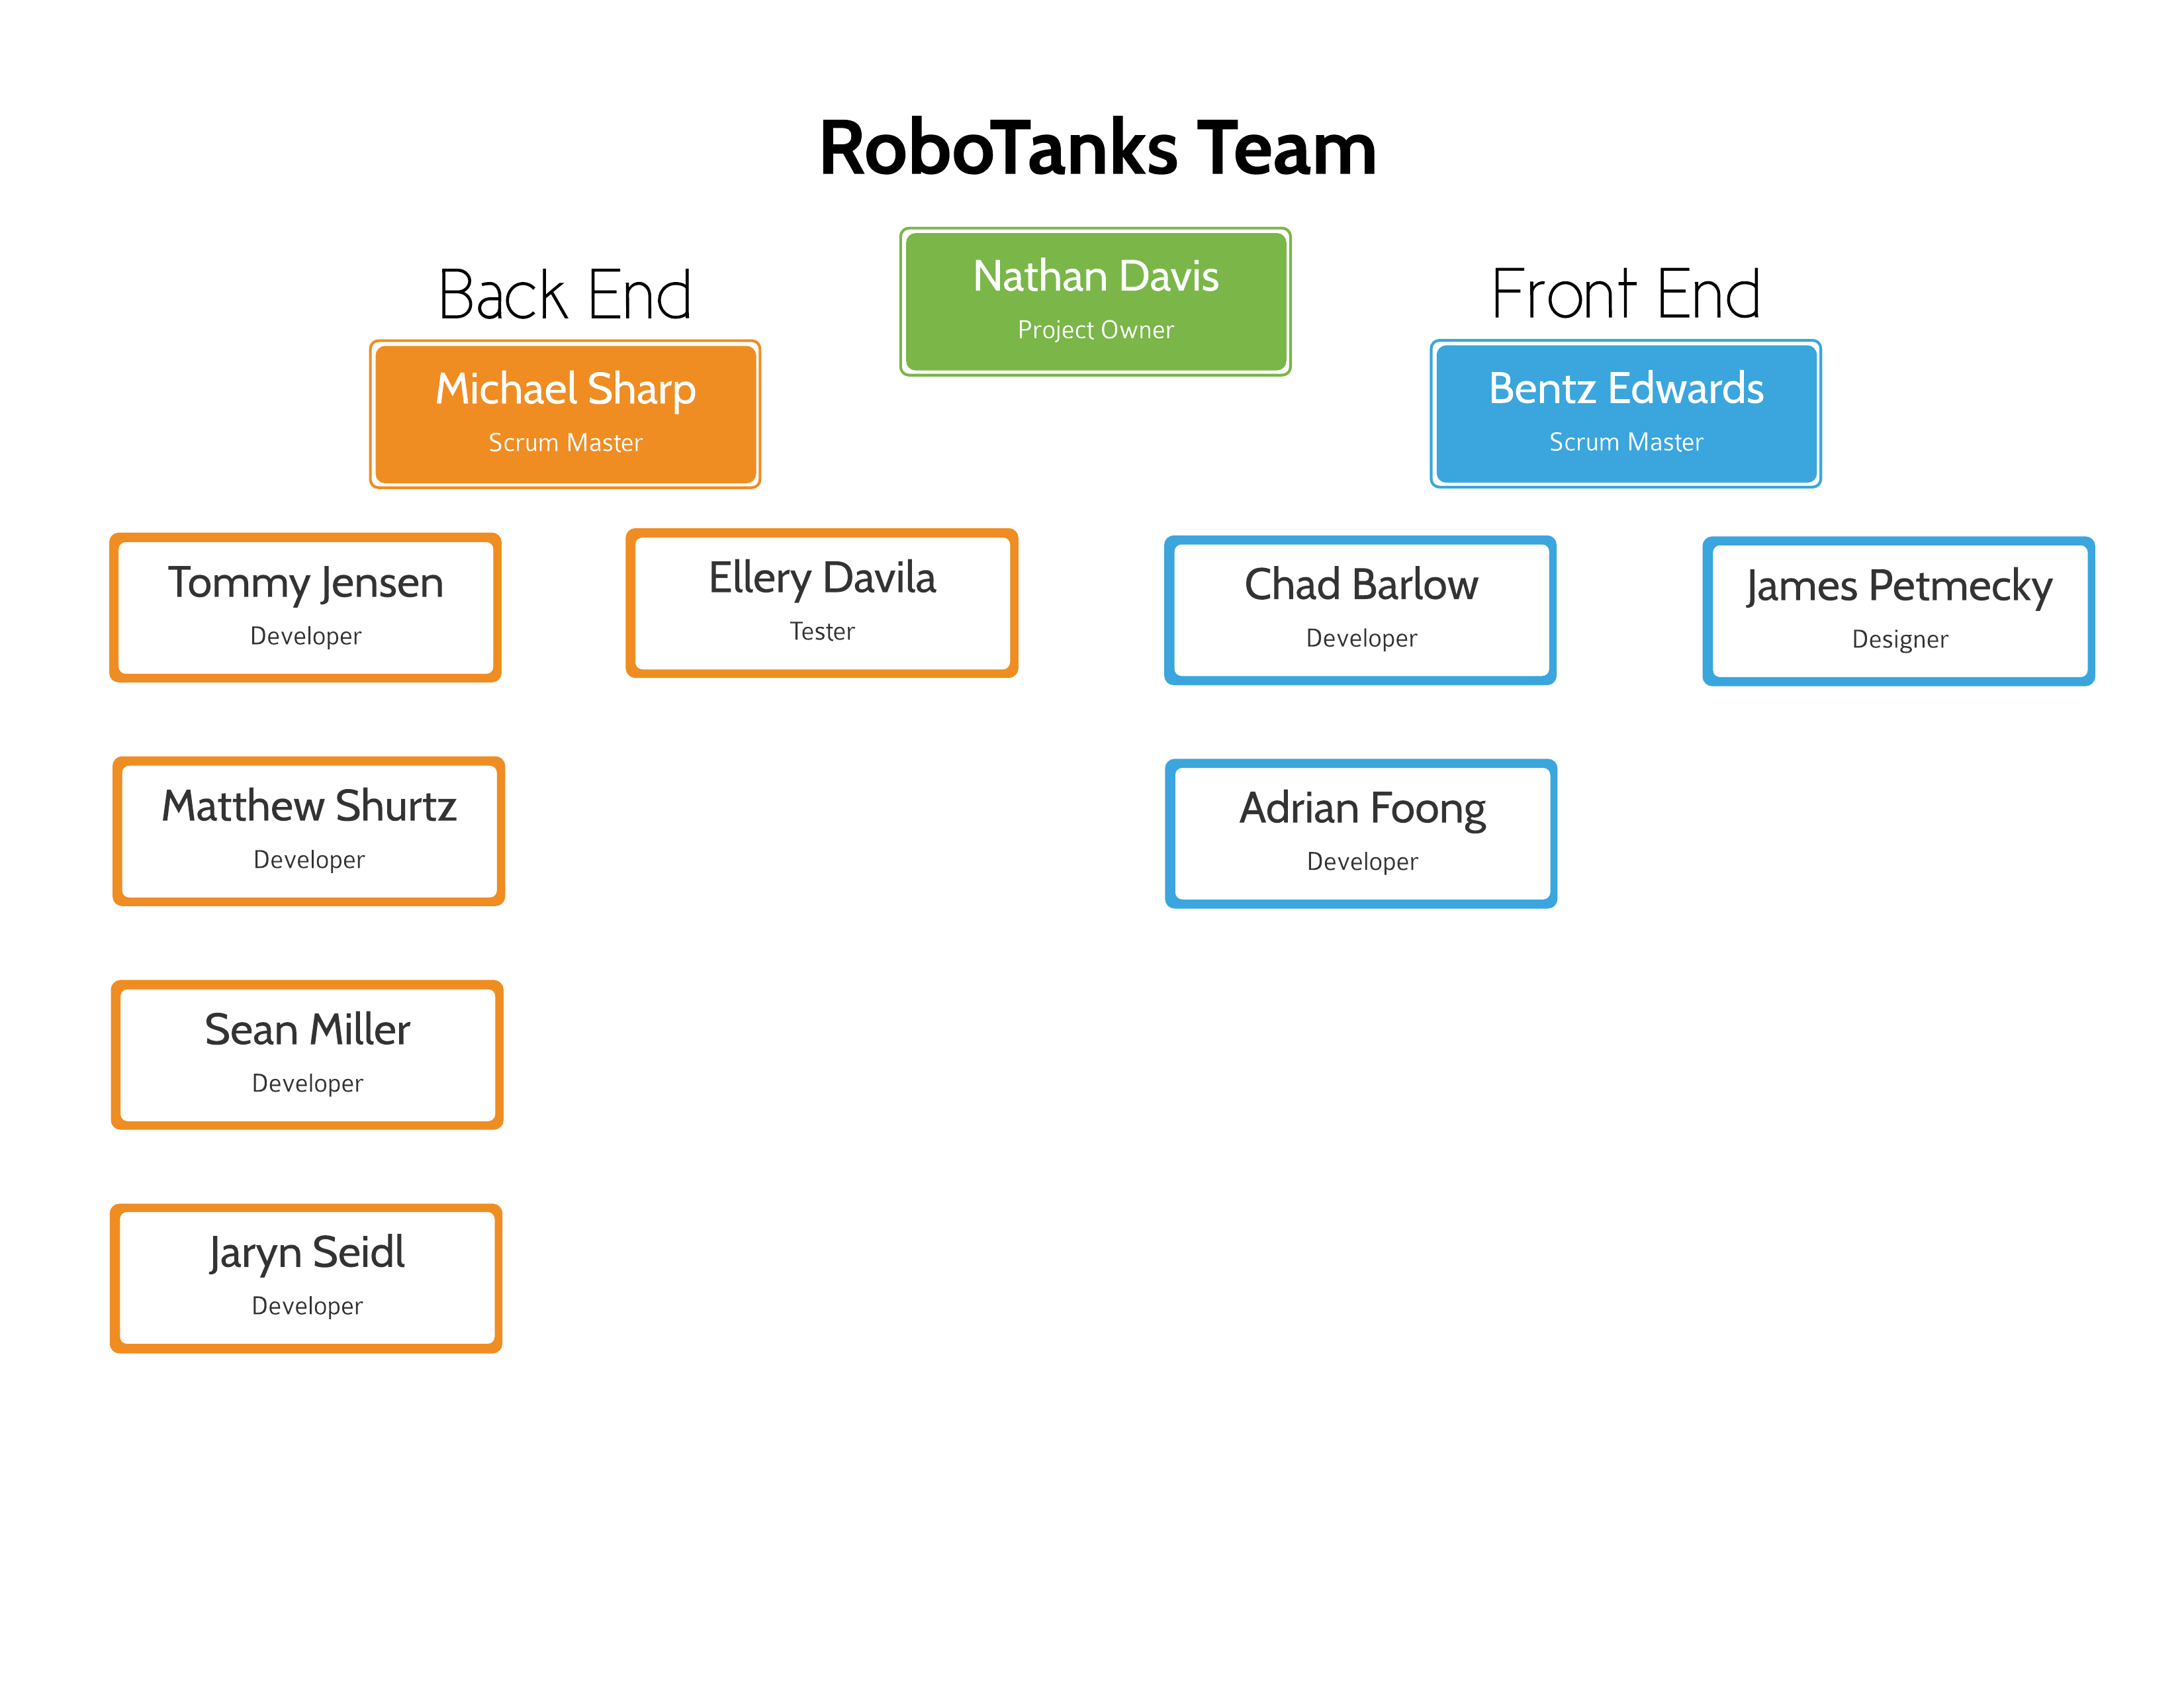 RoboTanks Team
Nathan Davis
Project Owner
Back End
Michael Sharp
Scrum Master
Tommy Jensen
Developer
Ellery Davila
Tester
Matthew Shurtz
Developer
Sean Miller
Developer
Jaryn Seidl
Developer
Front End
Bentz Edwards
Scrum Master
Chad Barlow
Developer
James Petmecky
Designer
Adrian Foong
Developer